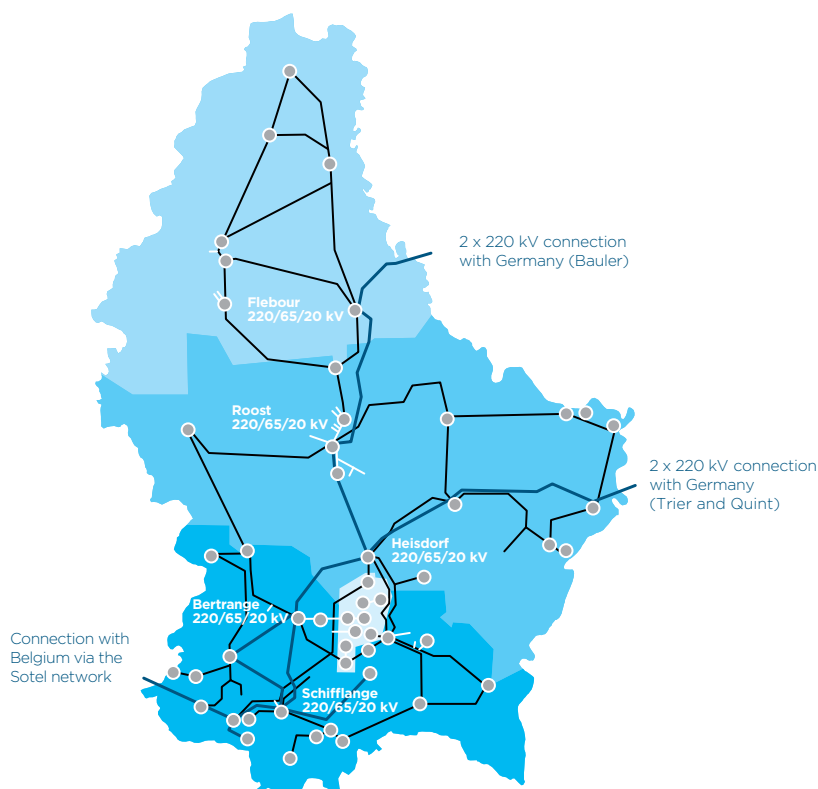 2 x 220 kV connection
with Germany (Bauler)
Flebour
220/65/20 kV
Roost
220/65/20 kV
2 x 220 kV connection
with Germany
(Trier and Quint)
Heisdorf
220/65/20 kV
Bertrange
220/65/20 kV
Connection with
Belgium via the
Sotel network
Schifflange
220/65/20 kV